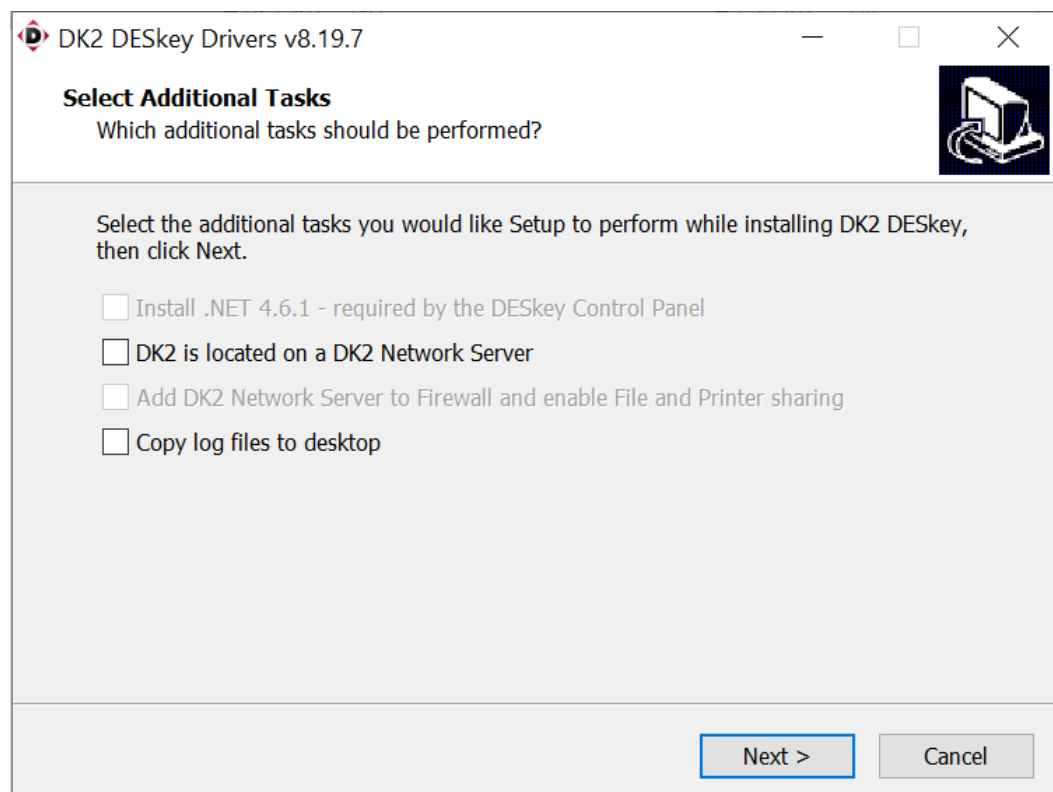 DK2 DESkey Drivers v8.19.7
Select Additional Tasks
Which additional tasks should be performed?
Select the additional tasks you would like Setup to perform while installing DK2 DESkey,
then click Next.
Install .NET 4.6.1 - required by the DESkey Control Panel
DK2 is located on a DK2 Network Server
Add DK2 Network Server to Firewall and enable File and Printer sharing
Copy log files to desktop
Next >
Cancel